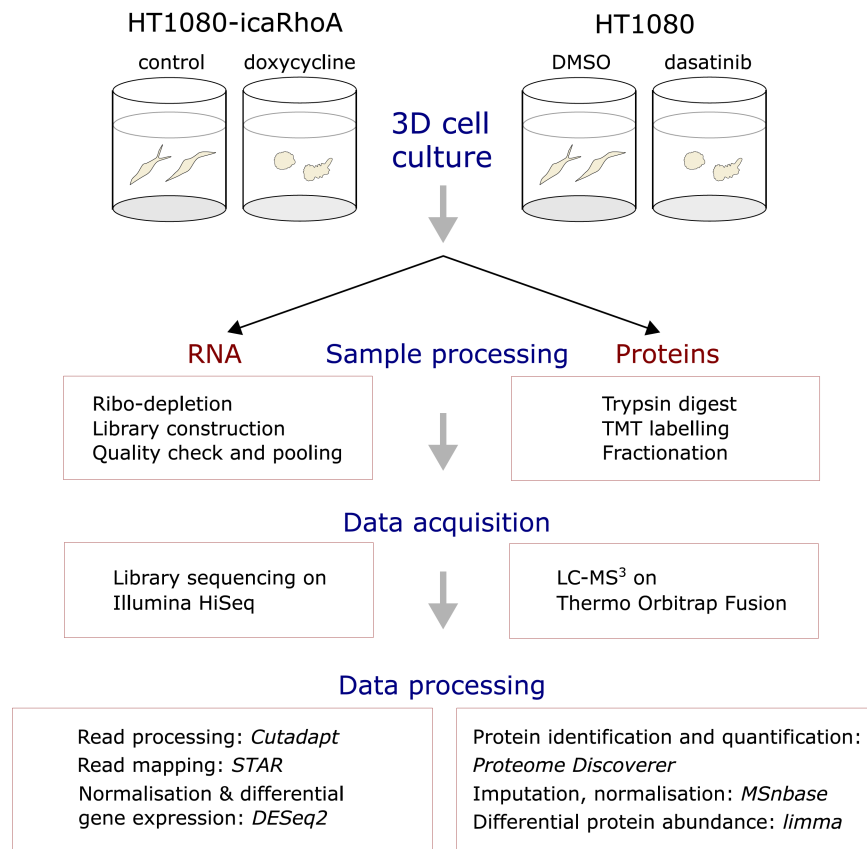 HT1080-icaRhoA
HT1080
control
doxycycline
DMSO
dasatinib
3D cell
culture
RNA
Sample processing
Proteins
Ribo-depletion
Library construction
Quality check and pooling
Trypsin digest
TMT labelling
Fractionation
Data acquisition
Library sequencing on
Illumina HiSeq
LC-MS³ on
Thermo Orbitrap Fusion
Data processing
Read processing: Cutadapt
Read mapping: STAR
Normalisation & differential
gene expression: DESeq2
Protein identification and quantification:
Proteome Discoverer
Imputation, normalisation: MSnbase
Differential protein abundance: limma